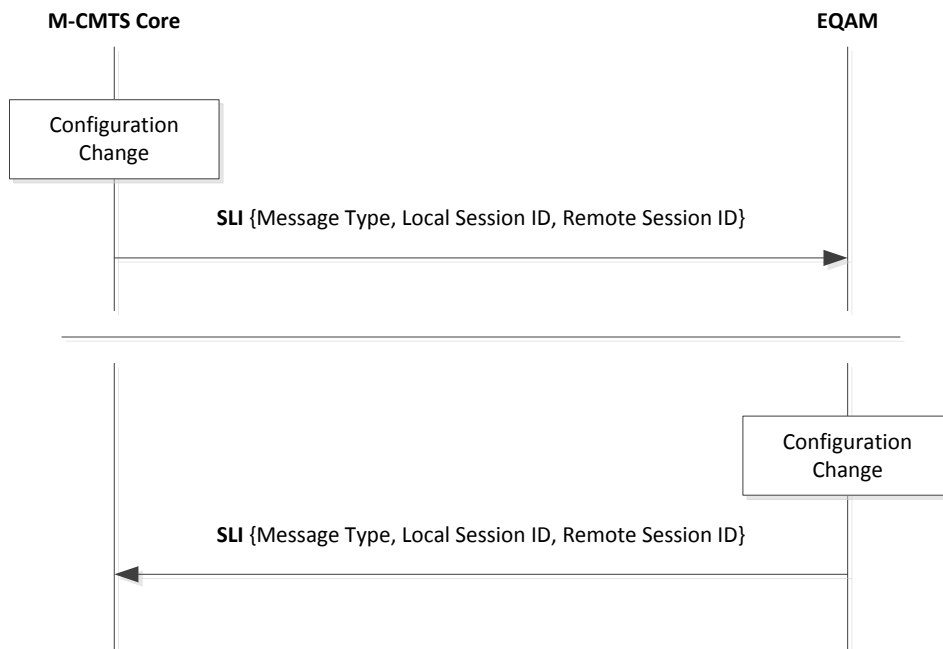 M-CMTS Core
EQAM
Configuration
Change
SLI {Message Type, Local Session ID, Remote Session ID}
Configuration
Change
SLI {Message Type, Local Session ID, Remote Session ID}